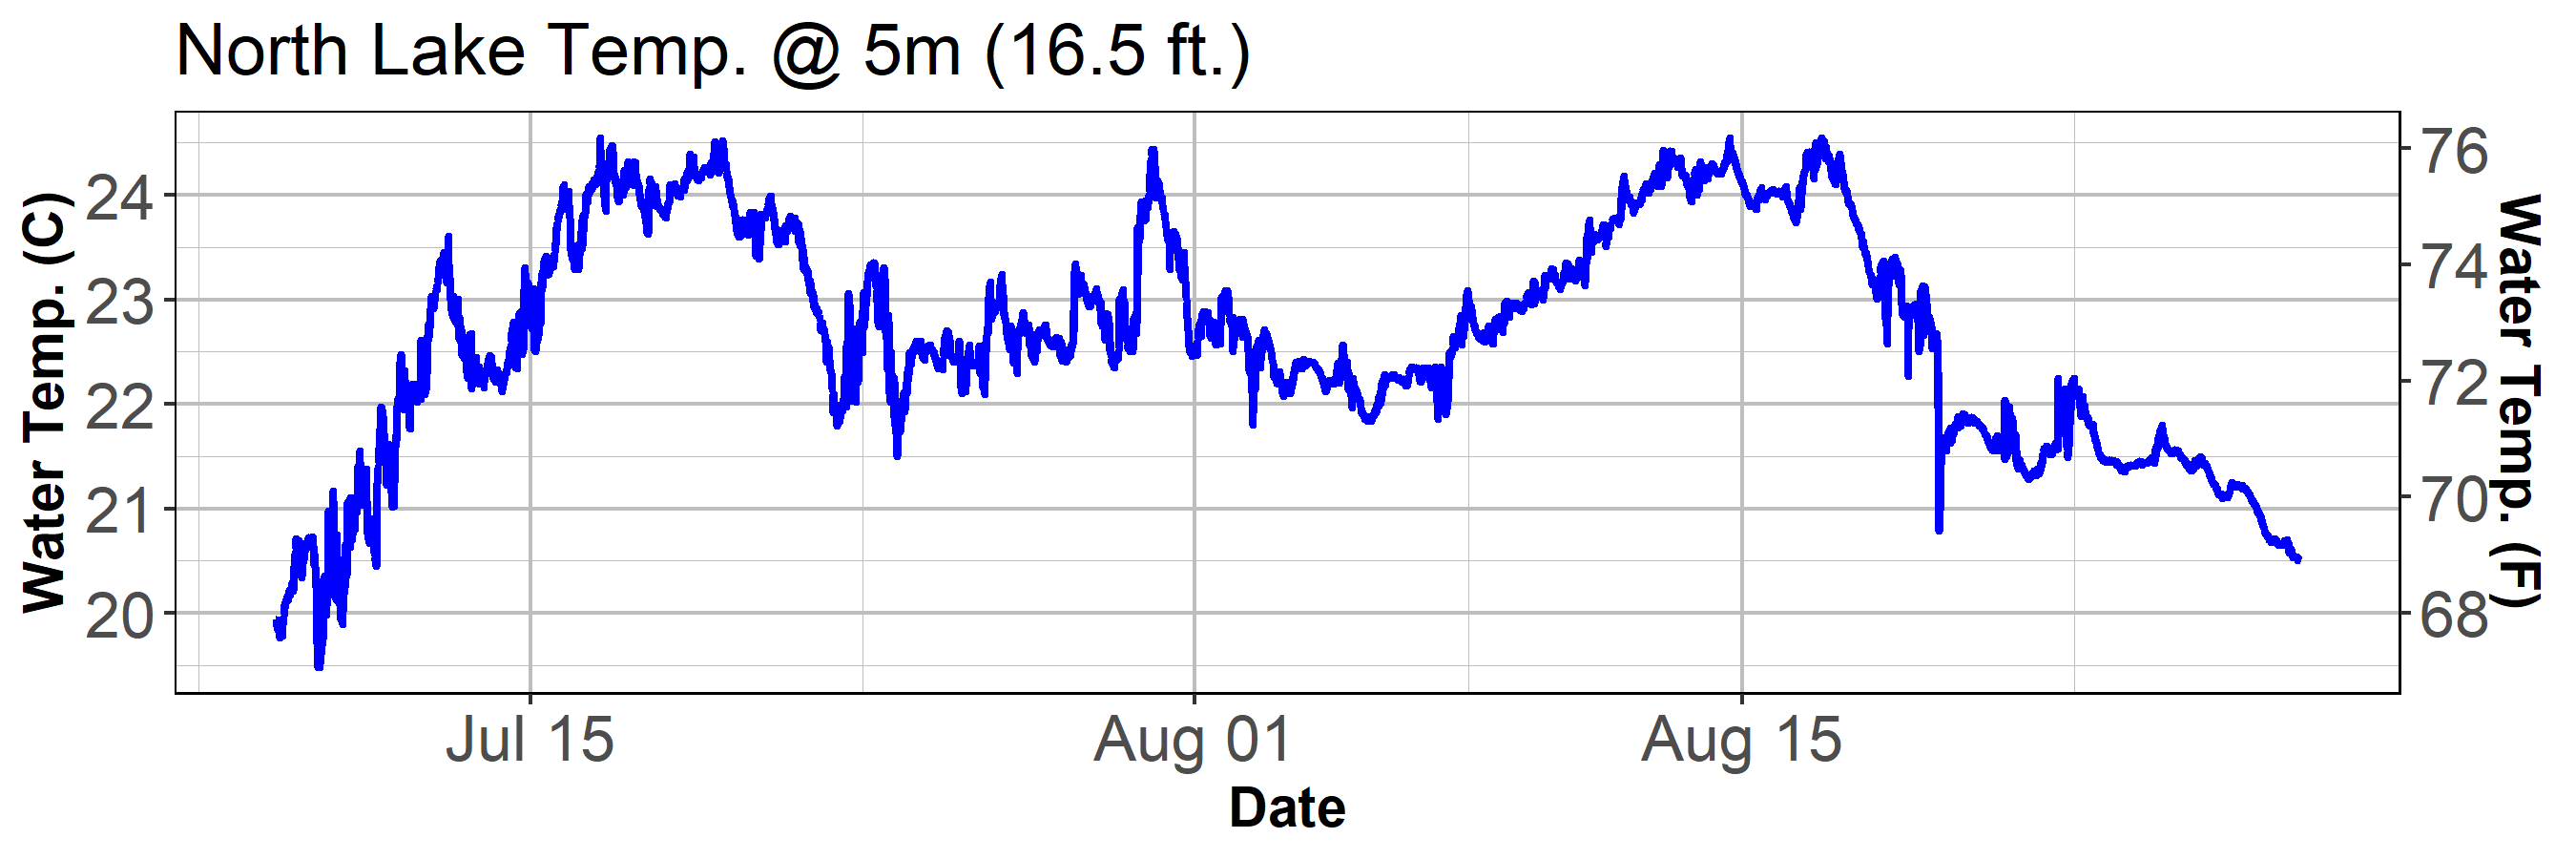 North Lake Temp. @ 5m (16.5 ft.)
Water Temp. (C)
24
23
22
21
20
76
74
72
70
68
Water Temp. (F)
Jul 15
Aug 01
Aug 15
Date